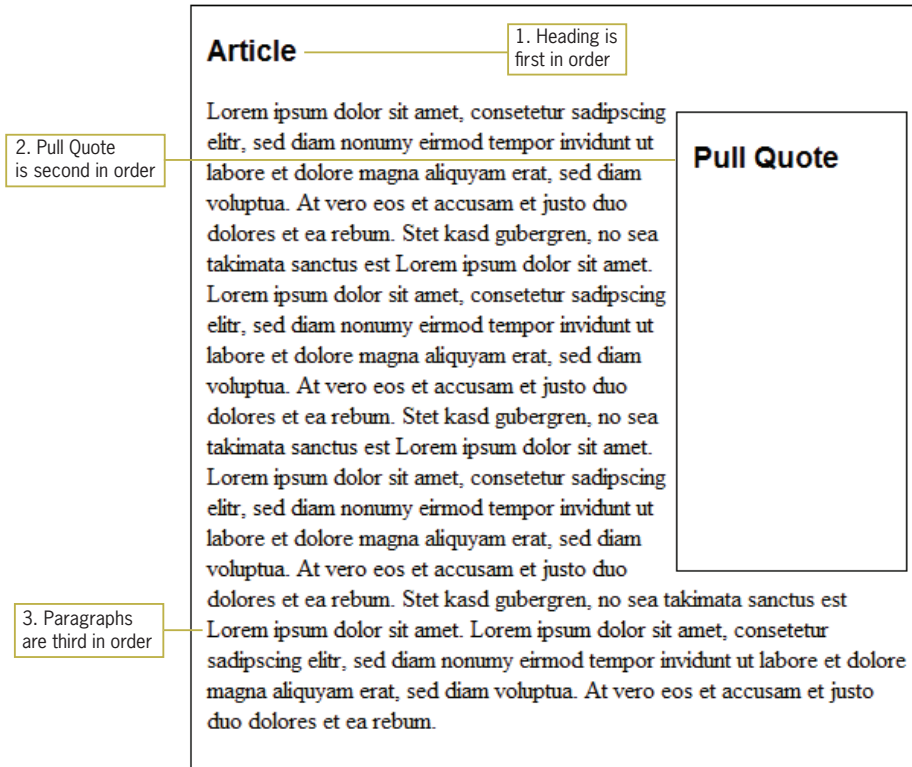 Article
1. Heading is
first in order
2. Pull Quote
is second in order
Pull Quote
Lorem ipsum dolor sit amet, consetetur sadipscing
elitr, sed diam nonumy eirmod tempor invidunt ut
labore et dolore magna aliquyam erat, sed diam
voluptua. At vero eos et accusam et justo duo
dolores et ea rebum. Stet kasd gubergren, no sea
takimata sanctus est Lorem ipsum dolor sit amet.
Lorem ipsum dolor sit amet, consetetur sadipscing
elitr, sed diam nonumy eirmod tempor invidunt ut
labore et dolore magna aliquyam erat, sed diam
voluptua. At vero eos et accusam et justo duo
dolores et ea rebum. Stet kasd gubergren, no sea
takimata sanctus est Lorem ipsum dolor sit amet.
Lorem ipsum dolor sit amet, consetetur sadipscing
elitr, sed diam nonumy eirmod tempor invidunt ut
labore et dolore magna aliquyam erat, sed diam
voluptua. At vero eos et accusam et justo duo
dolores et ea rebum. Stet kasd gubergren, no sea takimata sanctus est
Lorem ipsum dolor sit amet. Lorem ipsum dolor sit amet, consetetur
sadipscing elitr, sed diam nonumy eirmod tempor invidunt ut labore et dolore
magna aliquyam erat, sed diam voluptua. At vero eos et accusam et justo
duo dolores et ea rebum.
3. Paragraphs
are third in order